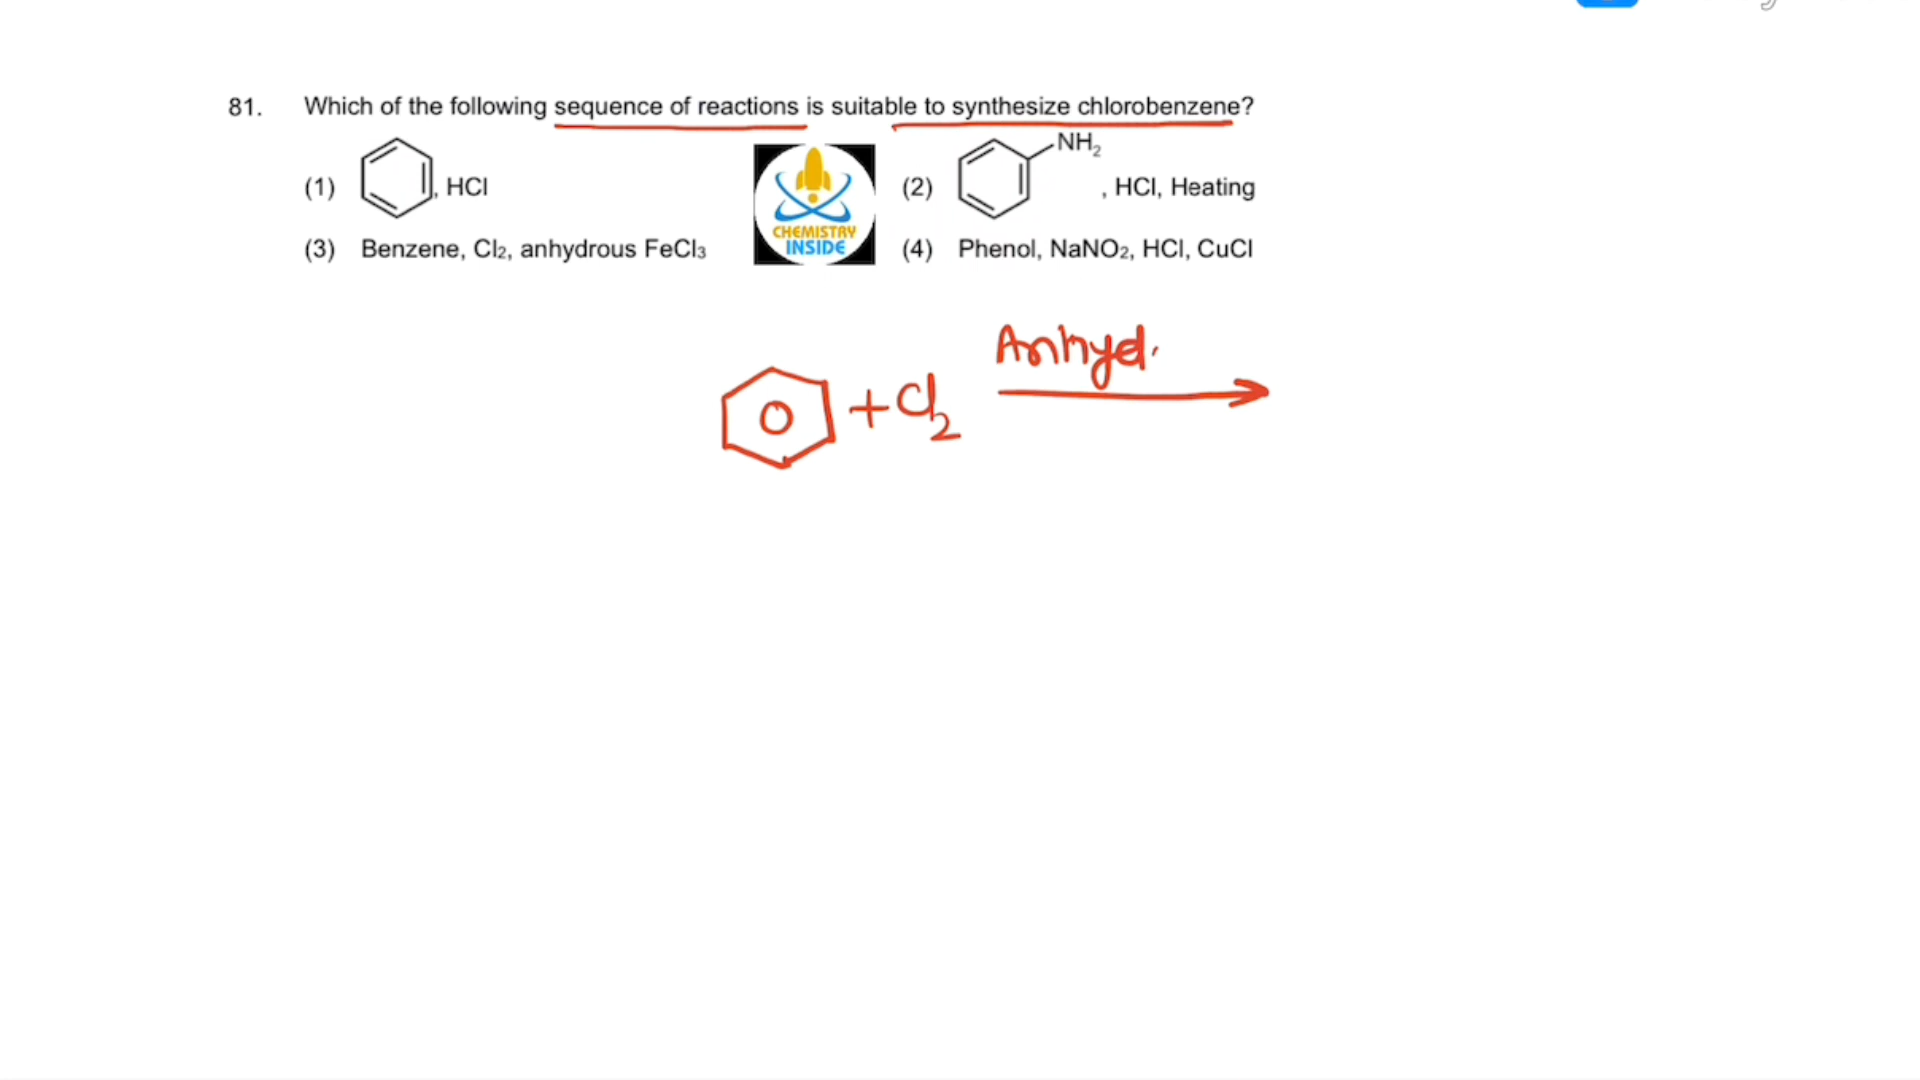 81. Which of the following sequence of reactions is suitable to synthesize chlorobenzene?
(1) , HCl
(2) NH₂ , HCl, Heating
CHEMISTRY
INSIDE
(3) Benzene, Cl₂, anhydrous FeCl₃
(4) Phenol, NaNO₂, HCl, CuCl
Anhyd.
+ Cl₂